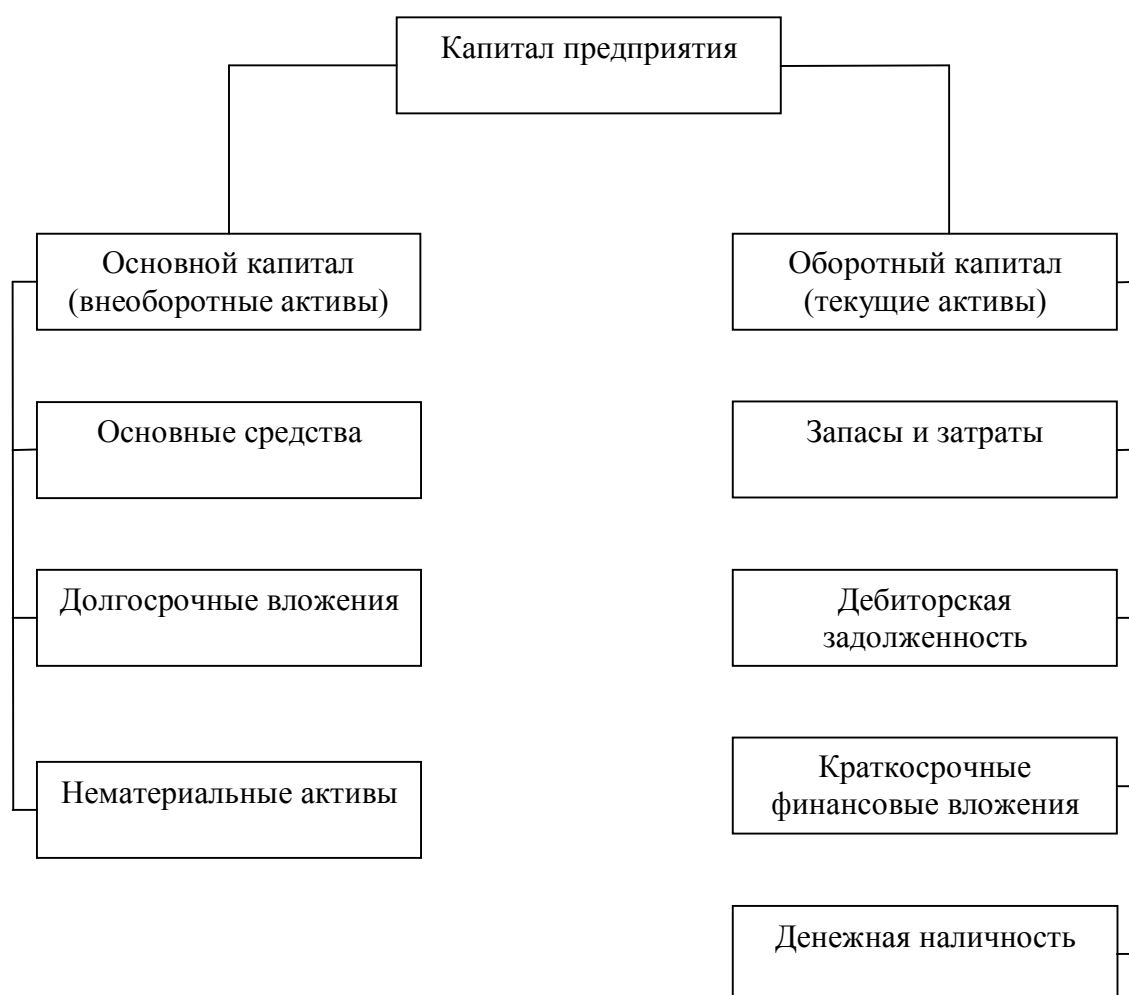 Капитал предприятия
Основной капитал
(внеоборотные активы)
Оборотный капитал
(текущие активы)
Основные средства
Запасы и затраты
Долгосрочные вложения
Дебиторская
задолженность
Нематериальные активы
Краткосрочные
финансовые вложения
Денежная наличность